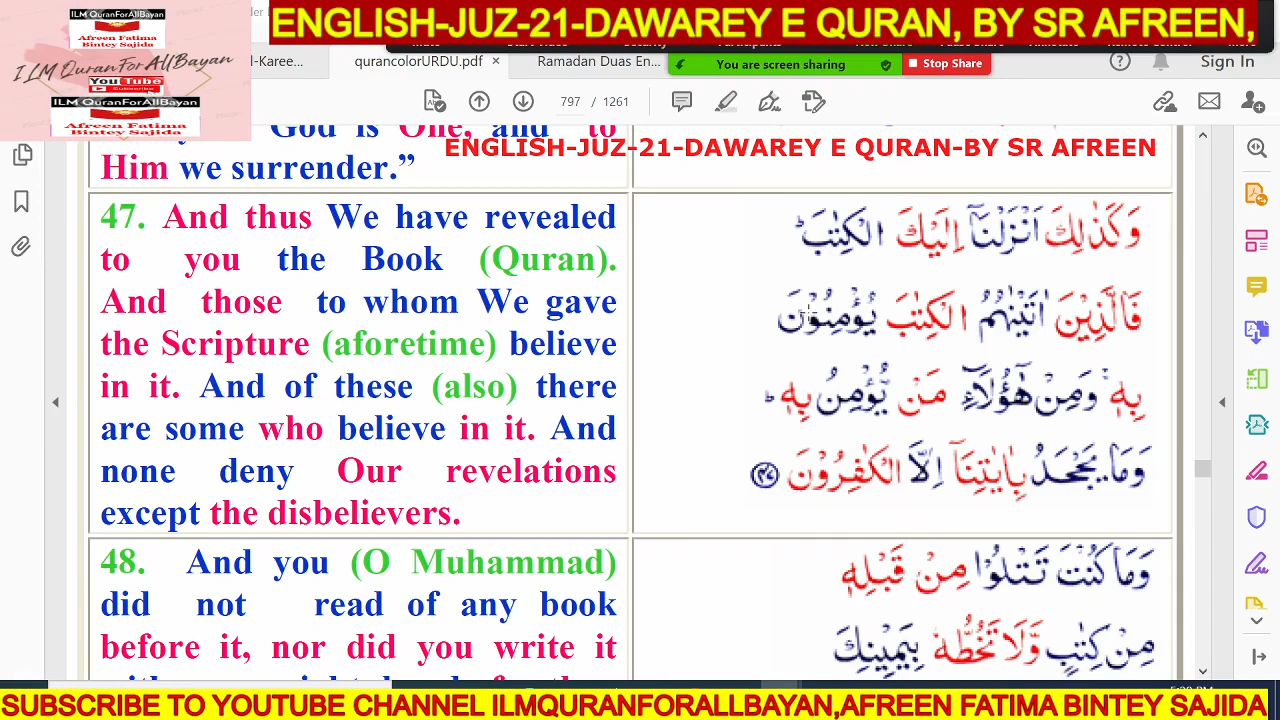 ENGLISH-JUZ-21-DAWAREY E QURAN, BY SR AFREEN,
ILM QuranForAllBayan
Afreen Fatima
Bintey Sajida
ILM QuranForAllBayan
YouTube
Subscribe
ILM QuranForAllBayan
Afreen Fatima
Bintey Sajida
l-Karee...
qurancolorURDU.pdf ×
Ramadan Duas En...
You are screen sharing
Stop Share
Sign In
797 / 1261
God is One, and to
Him we surrender.”
ENGLISH-JUZ-21-DAWAREY E QURAN-BY SR AFREEN
47. And thus We have revealed
to you the Book (Quran).
And those to whom We gave
the Scripture (aforetime) believe
in it. And of these (also) there
are some who believe in it. And
none deny Our revelations
except the disbelievers.
وَكَذٰلِكَ اَنْزَلْنَاۤ اِلَيْكَ الْكِتٰبَ ؕ
فَالَّذِيْنَ اٰتَيْنٰهُمُ الْكِتٰبَ يُؤْمِنُوْنَ
بِهٖ ۚ وَمِنْ هٰۤؤُلَآءِ مَنْ يُّؤْمِنُ بِهٖ ؕ
وَمَا يَجْحَدُ بِاٰيٰتِنَاۤ اِلَّا الْكٰفِرُوْنَ ۴۷
48. And you (O Muhammad)
did not read of any book
before it, nor did you write it
وَمَا كُنْتَ تَتْلُوْا مِنْ قَبْلِهٖ
مِنْ كِتٰبٍ وَّلَا تَخُطُّهٗ بِيَمِيْنِكَ
SUBSCRIBE TO YOUTUBE CHANNEL ILMQURANFORALLBAYAN,AFREEN FATIMA BINTEY SAJIDA